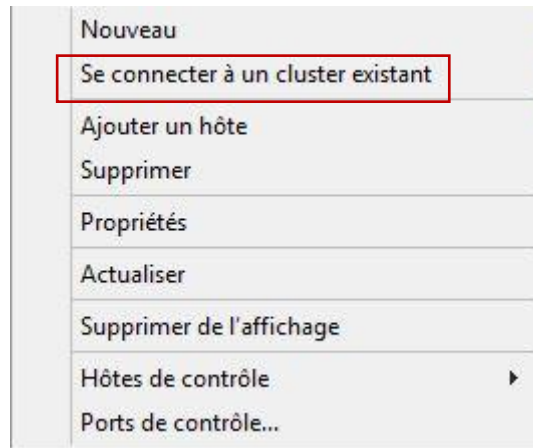 Nouveau
Se connecter à un cluster existant
Ajouter un hôte
Supprimer
Propriétés
Actualiser
Supprimer de l'affichage
Hôtes de contrôle
Ports de contrôle...